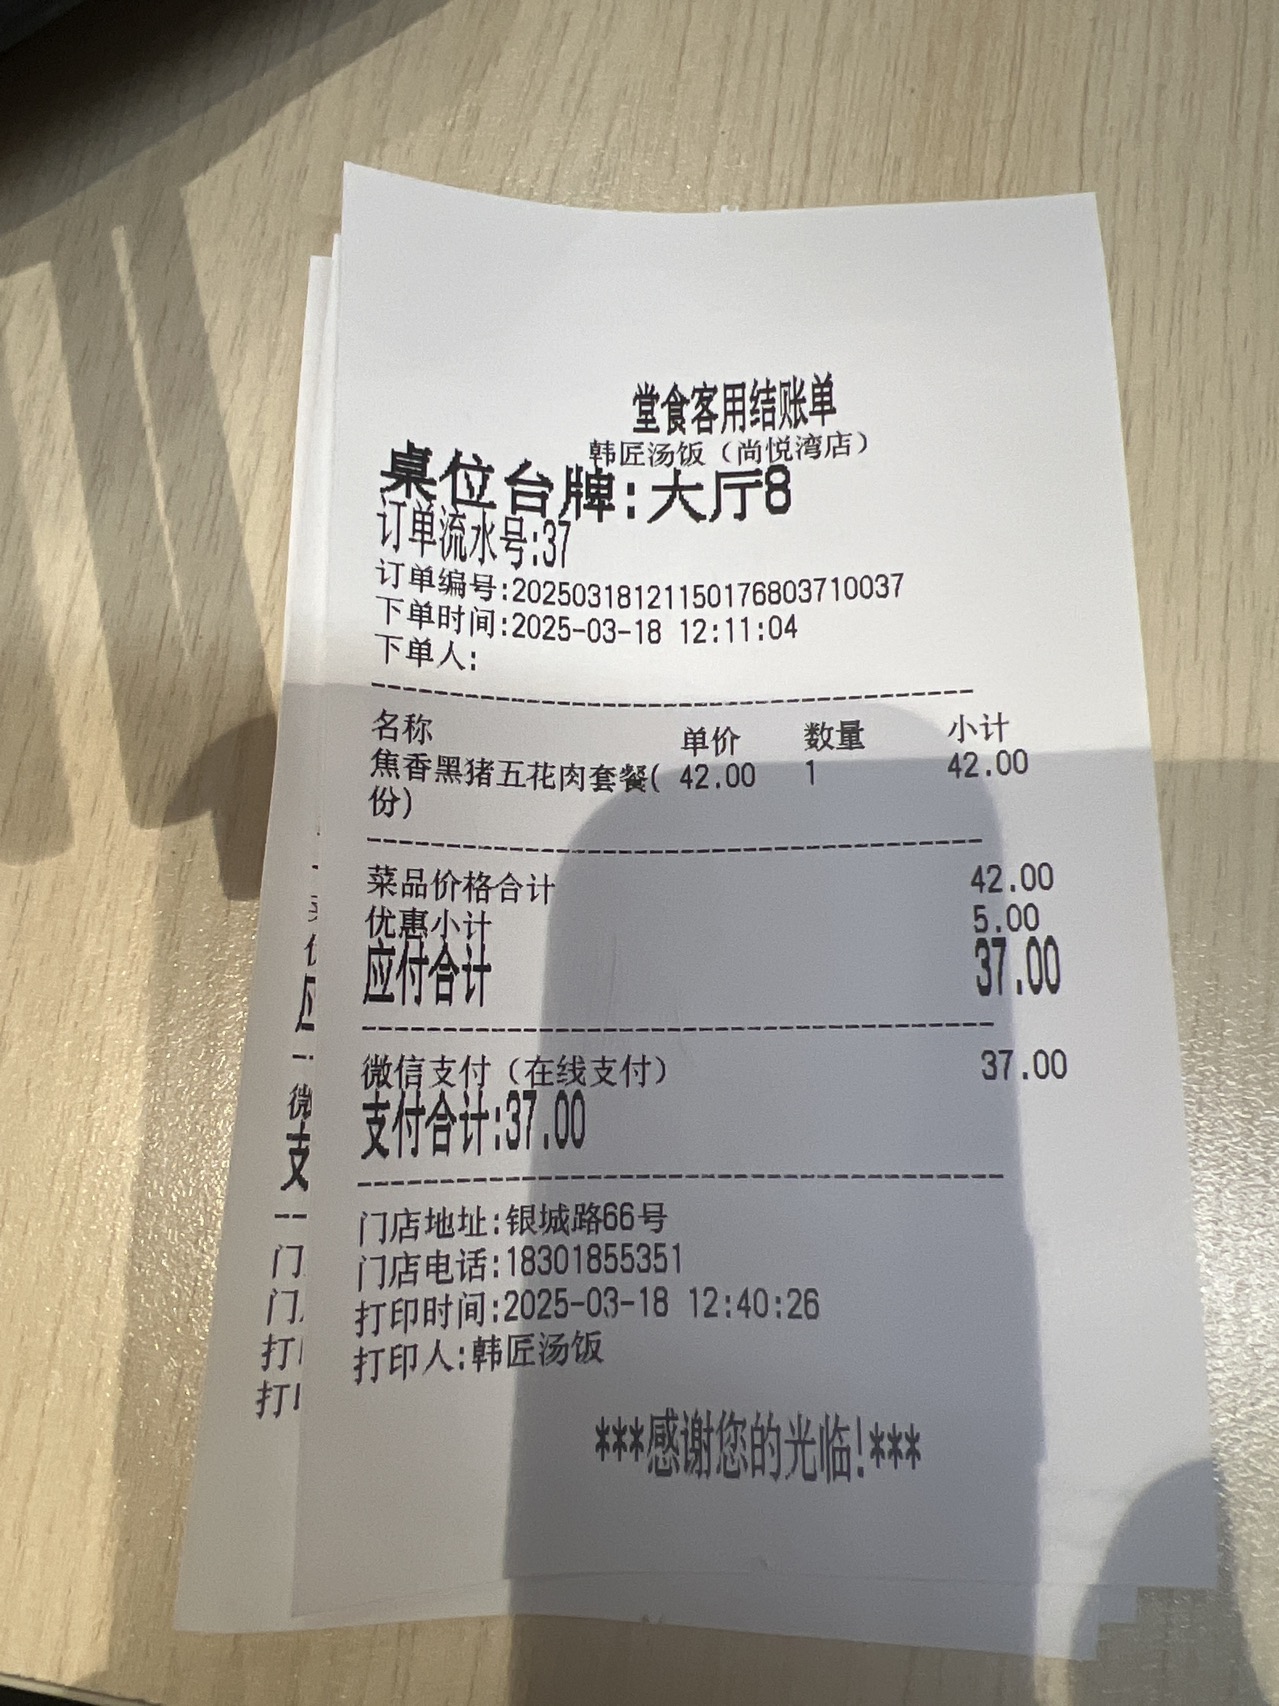 堂食客用结账单
韩匠汤饭（尚悦湾店）
桌位台牌:大厅8
订单流水号:37
订单编号:20250318121150176803710037
下单时间:2025-03-18 12:11:04
下单人:
名称 单价 数量 小计
焦香黑猪五花肉套餐( 42.00 1 42.00
份)
菜品价格合计 42.00
优惠小计 5.00
应付合计 37.00
微信支付（在线支付） 37.00
支付合计:37.00
门店地址:银城路66号
门店电话:18301855351
打印时间:2025-03-18 12:40:26
打印人:韩匠汤饭
***感谢您的光临!***